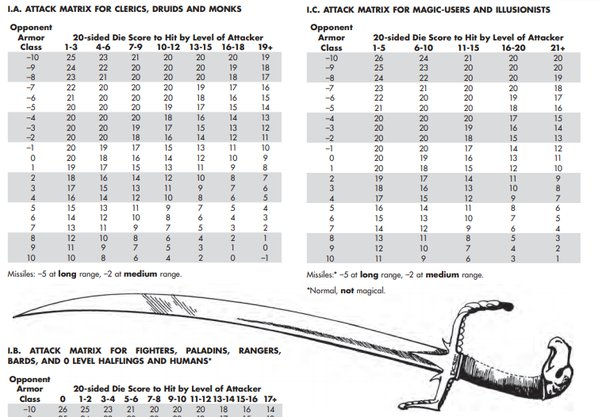 I.A. ATTACK MATRIX FOR CLERICS, DRUIDS AND MONKS
Opponent
Armor 20-sided Die Score to Hit by Level of Attacker
Class 1-3 4-6 7-9 10-12 13-15 16-18 19+
–10 25 23 21 20 20 20 19
–9 24 22 20 20 20 19 18
–8 23 21 20 20 20 18 17
–7 22 20 20 20 19 17 16
–6 21 20 20 20 18 16 15
–5 20 20 20 19 17 15 14
–4 20 20 20 18 16 14 13
–3 20 20 19 17 15 13 12
–2 20 20 18 16 14 12 11
–1 20 19 17 15 13 11 10
0 20 18 16 14 12 10 9
1 19 17 15 13 11 9 8
2 18 16 14 12 10 8 7
3 17 15 13 11 9 7 6
4 16 14 12 10 8 6 5
5 15 13 11 9 7 5 4
6 14 12 10 8 6 4 3
7 13 11 9 7 5 3 2
8 12 10 8 6 4 2 1
9 11 9 7 5 3 1 0
10 10 8 6 4 2 0 –1
Missiles: –5 at long range, –2 at medium range.
I.B. ATTACK MATRIX FOR FIGHTERS, PALADINS, RANGERS,
BARDS, AND 0 LEVEL HALFLINGS AND HUMANS*
Opponent
Armor 20-sided Die Score to Hit by Level of Attacker
Class 0 1-2 3-4 5-6 7-8 9-10 11-12 13-14 15-16 17+
–10 26 25 23 21 20 20 20 18 16 14
I.C. ATTACK MATRIX FOR MAGIC-USERS AND ILLUSIONISTS
Opponent
Armor 20-sided Die Score to Hit by Level of Attacker
Class 1-5 6-10 11-15 16-20 21+
–10 26 24 21 20 20
–9 25 23 20 20 20
–8 24 22 20 20 19
–7 23 21 20 20 18
–6 22 20 20 19 17
–5 21 20 20 18 16
–4 20 20 20 17 15
–3 20 20 19 16 14
–2 20 20 18 15 13
–1 20 20 17 14 12
0 20 19 16 13 11
1 20 18 15 12 10
2 19 17 14 11 9
3 18 16 13 10 8
4 17 15 12 9 7
5 16 14 11 8 6
6 15 13 10 7 5
7 14 12 9 6 4
8 13 11 8 5 3
9 12 10 7 4 2
10 11 9 6 3 1
Missiles:* –5 at long range, –2 at medium range.
*Normal, not magical.